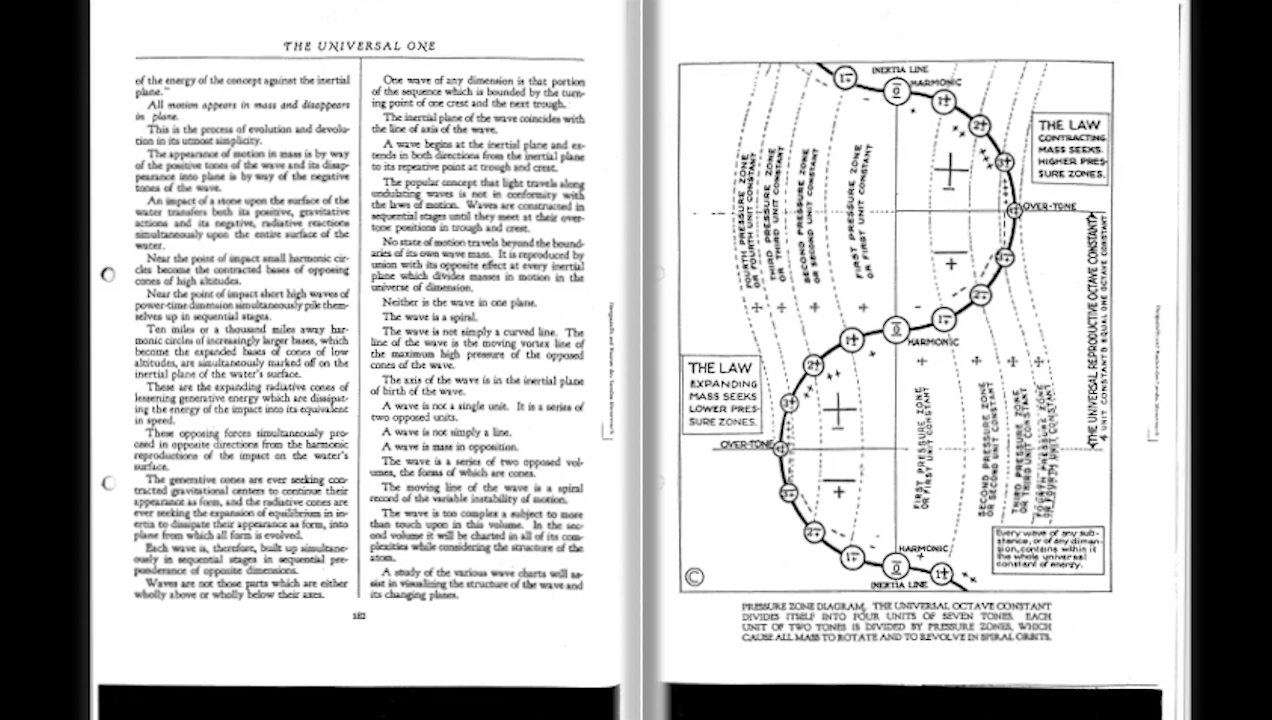 THE UNIVERSAL ONE
of the energy of the concept against the inertial
plane."
All motion appears in mass and disappears
in plane.
This is the process of evolution and devolu-
tion in its utmost simplicity.
The appearance of motion in mass is by way
of the positive tones of the wave and its disap-
pearance into plane is by way of the negative
tones of the wave.
An impact of a stone upon the surface of the
water transfers both its positive, gravitative
actions and its negative, radiative reactions
simultaneously upon the entire surface of the
water.
Near the point of impact small harmonic cir-
cles become the contracted bases of opposing
cones of high altitudes.
Near the point of impact short high waves of
power-time dimension simultaneously pile them-
selves up in sequential stages.
Ten miles or a thousand miles away har-
monic circles of increasingly larger bases, which
become the expanded bases of cones of low
altitudes, are simultaneously marked off on the
inertial plane of the water's surface.
These are the expanding radiative cones of
lessening generative energy which are dissipat-
ing the energy of the impact into its equivalent
in speed.
These opposing forces simultaneously pro-
ceed in opposite directions from the harmonic
reproductions of the impact on the water's
surface.
The generative cones are ever seeking con-
tracted gravitational centers to continue their
appearance as form, and the radiative cones are
ever seeking the expansion of equilibrium in in-
ertia to dissipate their appearance as form, into
plane from which all form is evolved.
Each wave is, therefore, built up simultane-
ously in sequential stages in sequential pre-
ponderance of opposite dimensions.
Waves are not those parts which are either
wholly above or wholly below their axes.
One wave of any dimension is that portion
of the sequence which is bounded by the turn-
ing point of one crest and the next trough.
The inertial plane of the wave coincides with
the line of axis of the wave.
A wave begins at the inertial plane and ex-
tends in both directions from the inertial plane
to its repeative point at trough and crest.
The popular concept that light travels along
undulating waves is not in conformity with
the laws of motion. Waves are constructed in
sequential stages until they meet at their over-
tone positions in trough and crest.
No state of motion travels beyond the bound-
aries of its own wave mass. It is reproduced by
union with its opposite effect at every inertial
plane which divides masses in motion in the
universe of dimension.
Neither is the wave in one plane.
The wave is a spiral.
The wave is not simply a curved line. The
line of the wave is the moving vortex line of
the maximum high pressure of the opposed
cones of the wave.
The axis of the wave is in the inertial plane
of birth of the wave.
A wave is not a single unit. It is a series of
two opposed units.
A wave is not simply a line.
A wave is mass in opposition.
The wave is a series of two opposed vol-
umes, the forms of which are cones.
The moving line of the wave is a spiral
record of the variable instability of motion.
The wave is too complex a subject to more
than touch upon in this volume. In the sec-
ond volume it will be charted in all of its com-
plexities while considering the structure of the
atom.
A study of the various wave charts will as-
sist in visualizing the structure of the wave and
its changing planes.
182
INERTIA LINE
HARMONIC
THE LAW
CONTRACTING
MASS SEEKS
HIGHER PRES-
SURE ZONES.
OVER-TONE
FOURTH PRESSURE ZONE
OR FOURTH UNIT CONSTANT
THIRD PRESSURE ZONE
OR THIRD UNIT CONSTANT
SECOND PRESSURE ZONE
OR SECOND UNIT CONSTANT
FIRST PRESSURE ZONE
OR FIRST UNIT CONSTANT
THE UNIVERSAL REPRODUCTIVE OCTAVE CONSTANT
4 UNIT CONSTANTS EQUAL ONE OCTAVE CONSTANT
HARMONIC
THE LAW
EXPANDING
MASS SEEKS
LOWER PRES-
SURE ZONES.
OVER-TONE
FIRST PRESSURE ZONE
OR FIRST UNIT CONSTANT
SECOND PRESSURE ZONE
OR SECOND UNIT CONSTANT
THIRD PRESSURE ZONE
OR THIRD UNIT CONSTANT
FOURTH PRESSURE ZONE
OR FOURTH UNIT CONSTANT
Every wave of any sub-
stance, or of any dimen-
sion, contains within it
the whole universal
constant of energy.
HARMONIC
INERTIA LINE
©
PRESSURE ZONE DIAGRAM. THE UNIVERSAL OCTAVE CONSTANT
DIVIDES ITSELF INTO FOUR UNITS OF SEVEN TONES. EACH
UNIT OF TWO TONES IS DIVIDED BY PRESSURE ZONES, WHICH
CAUSE ALL MASS TO ROTATE AND TO REVOLVE IN SPIRAL ORBITS.